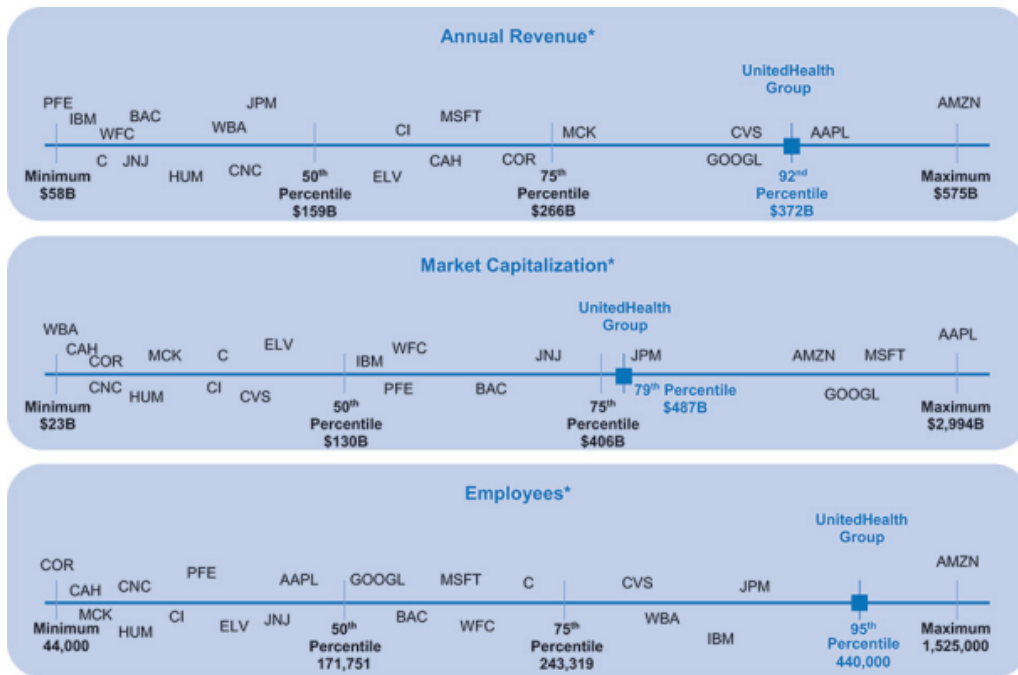 Annual Revenue*
UnitedHealth
Group
PFE IBM WFC BAC WBA JPM CI MSFT MCK CVS AAPL AMZN
C JNJ HUM CNC ELV CAH COR GOOGL
Minimum
$58B
50th
Percentile
$159B
75th
Percentile
$266B
92nd
Percentile
$372B
Maximum
$575B
Market Capitalization*
UnitedHealth
Group
WBA CAH COR MCK C ELV IBM WFC JNJ JPM AMZN MSFT AAPL
CNC HUM CI CVS PFE BAC GOOGL
Minimum
$23B
50th
Percentile
$130B
75th
Percentile
$406B
79th Percentile
$487B
Maximum
$2,994B
Employees*
UnitedHealth
Group
COR CAH CNC PFE AAPL GOOGL MSFT C CVS JPM AMZN
MCK HUM CI ELV JNJ BAC WFC WBA IBM
Minimum
44,000
50th
Percentile
171,751
75th
Percentile
243,319
95th
Percentile
440,000
Maximum
1,525,000